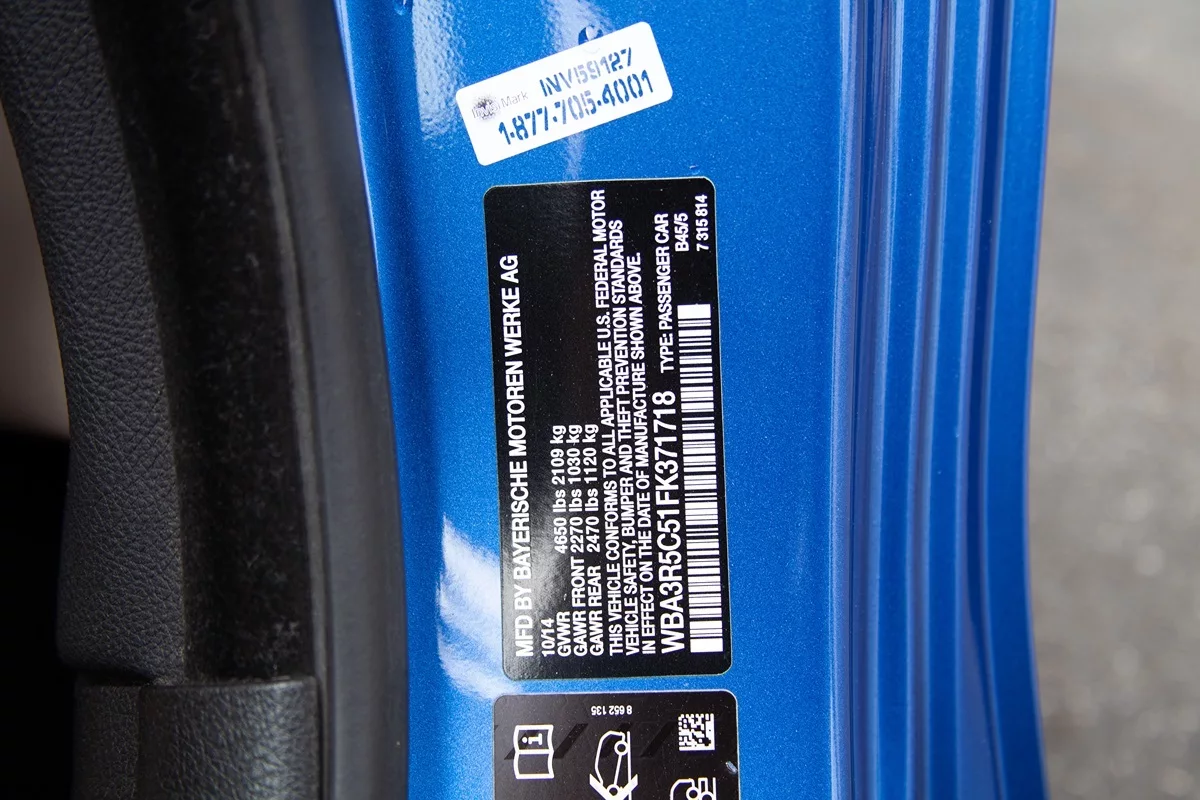 Mark INV59127
1-877-705-4001
MFD BY BAYERISCHE MOTOREN WERKE AG
10/14
GVWR 4650 lbs 2109 kg
GAWR FRONT 2270 lbs 1030 kg
GAWR REAR 2470 lbs 1120 kg
THIS VEHICLE CONFORMS TO ALL APPLICABLE U.S. FEDERAL MOTOR
VEHICLE SAFETY, BUMPER AND THEFT PREVENTION STANDARDS
IN EFFECT ON THE DATE OF MANUFACTURE SHOWN ABOVE.
WBA3R5C51FK371718 TYPE: PASSENGER CAR
B45/5
7 315 814
8 652 135